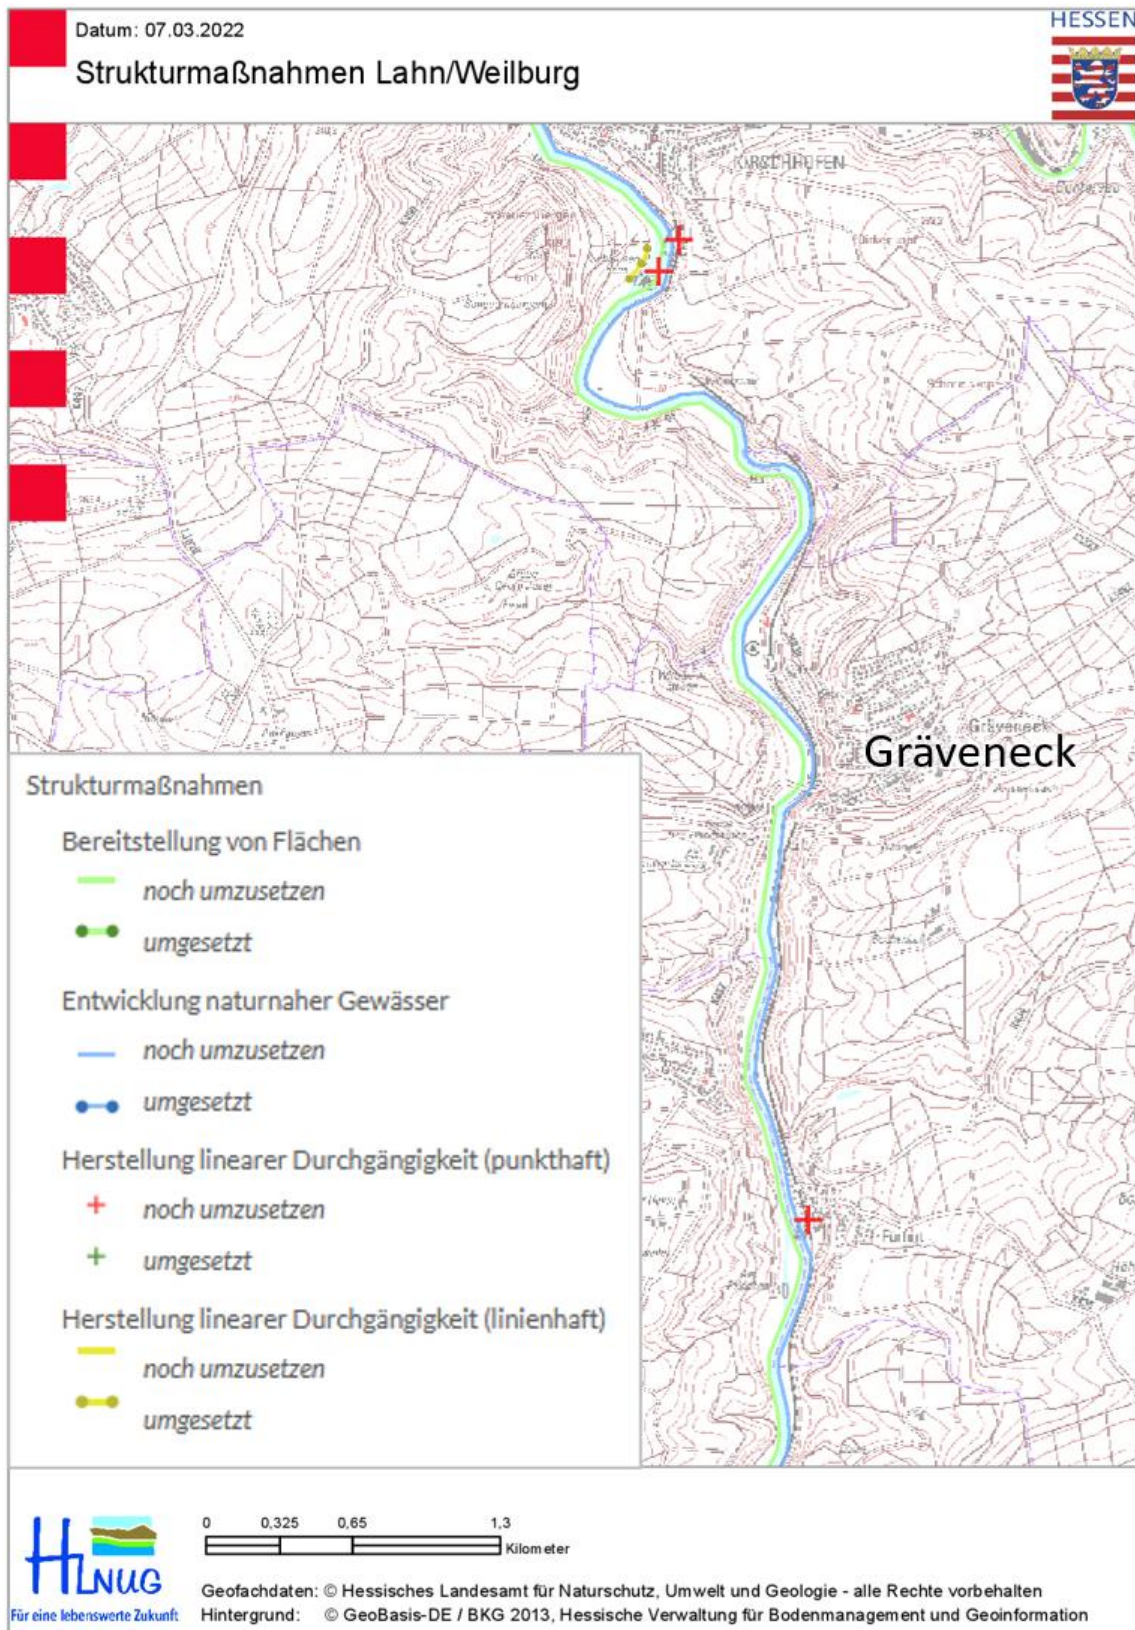 Datum: 07.03.2022
HESSEN
Strukturmaßnahmen Lahn/Weilburg
KIRSCHHOFEN
Gräveneck
Gräveneck
Strukturmaßnahmen
Bereitstellung von Flächen
noch umzusetzen
umgesetzt
Entwicklung naturnaher Gewässer
noch umzusetzen
umgesetzt
Herstellung linearer Durchgängigkeit (punkthaft)
noch umzusetzen
umgesetzt
Herstellung linearer Durchgängigkeit (linienhaft)
noch umzusetzen
umgesetzt
HLNUG
Für eine lebenswerte Zukunft
0 0,325 0,65 1,3
Kilometer
Geofachdaten: © Hessisches Landesamt für Naturschutz, Umwelt und Geologie - alle Rechte vorbehalten
Hintergrund: © GeoBasis-DE / BKG 2013, Hessische Verwaltung für Bodenmanagement und Geoinformation